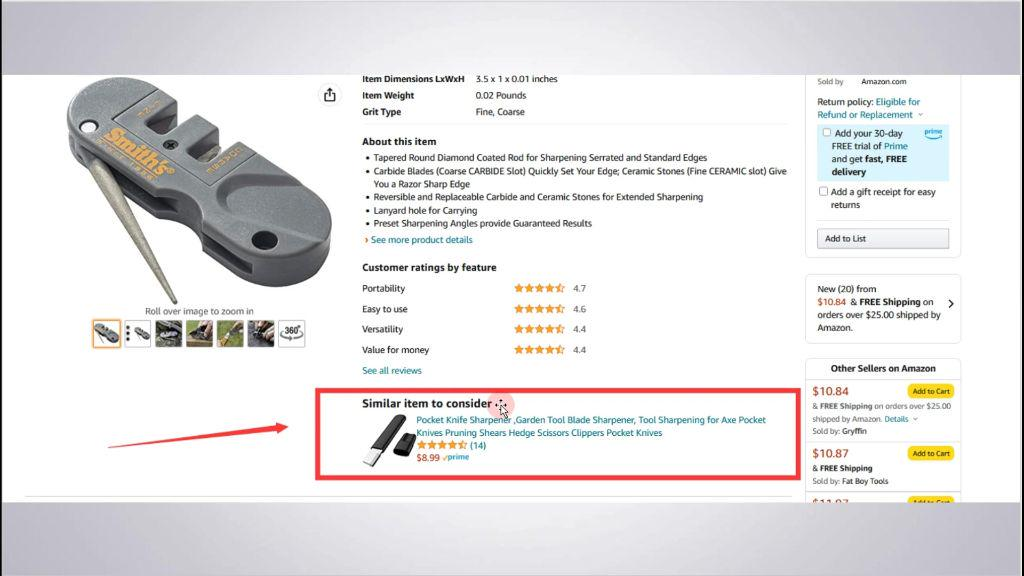 Smith's
Roll over image to zoom in
360°
Item Dimensions LxWxH 3.5 x 1 x 0.01 inches
Item Weight 0.02 Pounds
Grit Type Fine, Coarse
About this item
• Tapered Round Diamond Coated Rod for Sharpening Serrated and Standard Edges
• Carbide Blades (Coarse CARBIDE Slot) Quickly Set Your Edge; Ceramic Stones (Fine CERAMIC slot) Give
You a Razor Sharp Edge
• Reversible and Replaceable Carbide and Ceramic Stones for Extended Sharpening
• Lanyard hole for Carrying
• Preset Sharpening Angles provide Guaranteed Results
› See more product details
Customer ratings by feature
Portability 4.7
Easy to use 4.6
Versatility 4.4
Value for money 4.4
See all reviews
Similar item to consider
Pocket Knife Sharpener ,Garden Tool Blade Sharpener, Tool Sharpening for Axe Pocket
Knives Pruning Shears Hedge Scissors Clippers Pocket Knives
(14)
$8.99 prime
Sold by Amazon.com
Return policy: Eligible for
Refund or Replacement
Add your 30-day
FREE trial of Prime
and get fast, FREE
delivery
prime
Add a gift receipt for easy
returns
Add to List
New (20) from
$10.84 & FREE Shipping on
orders over $25.00 shipped by
Amazon.
Other Sellers on Amazon
$10.84 Add to Cart
& FREE Shipping on orders over $25.00
shipped by Amazon. Details
Sold by: Gryffin
$10.87 Add to Cart
& FREE Shipping
Sold by: Fat Boy Tools